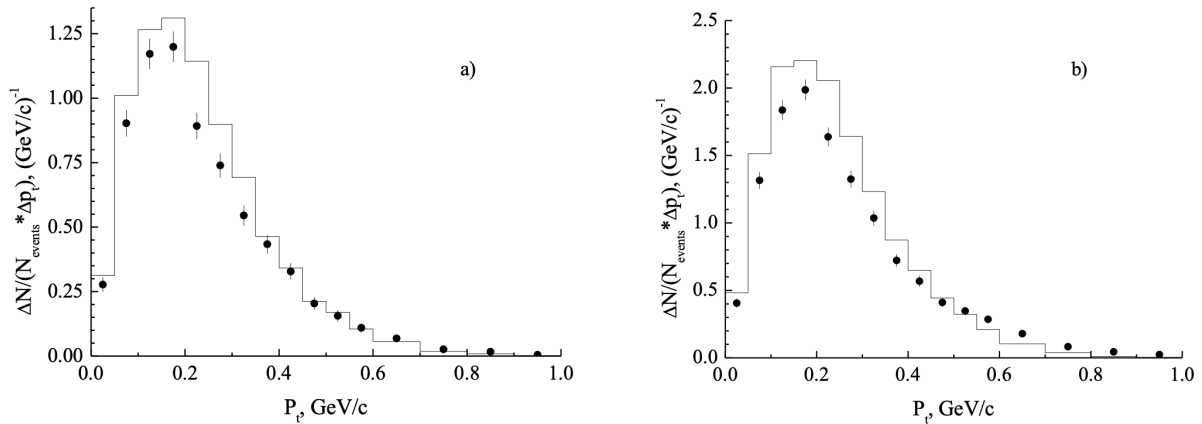 1.25
1.00
0.75
0.50
0.25
0.00
ΔN/(N_events*Δp_t), (GeV/c)^-1
a)
0.0 0.2 0.4 0.6 0.8 1.0
P_t, GeV/c
2.5
2.0
1.5
1.0
0.5
0.0
ΔN/(N_events*Δp_t), (GeV/c)^-1
b)
0.0 0.2 0.4 0.6 0.8 1.0
P_t, GeV/c